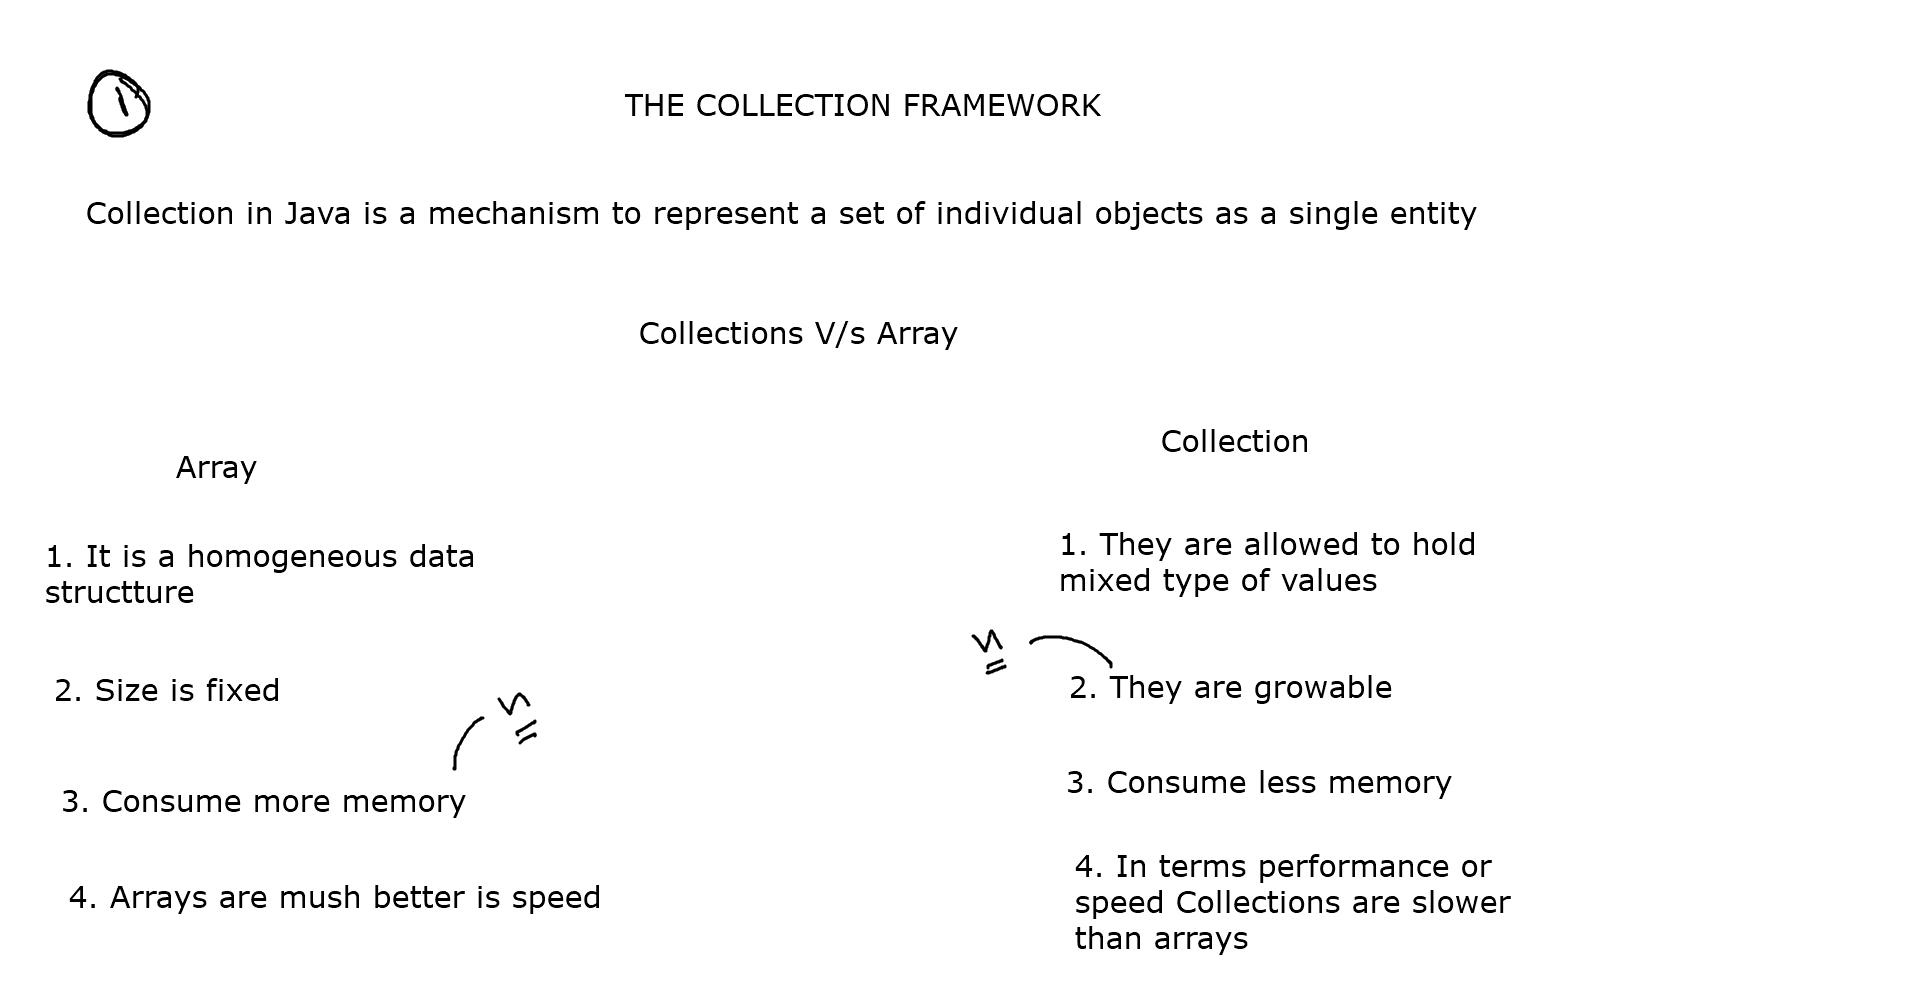 1
THE COLLECTION FRAMEWORK
Collection in Java is a mechanism to represent a set of individual objects as a single entity
Collections V/s Array
Array
1. It is a homogeneous data
structture
2. Size is fixed
3. Consume more memory
4. Arrays are mush better is speed
Collection
1. They are allowed to hold
mixed type of values
2. They are growable
3. Consume less memory
4. In terms performance or
speed Collections are slower
than arrays